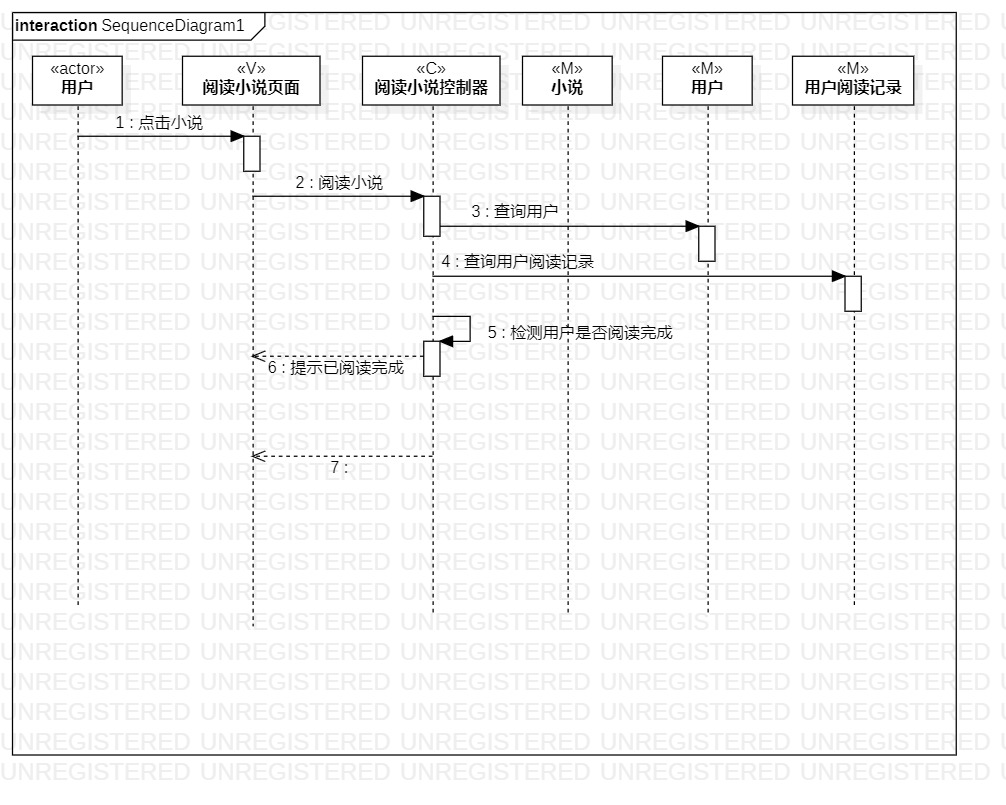 interaction SequenceDiagram1
«actor»
用户
«V»
阅读小说页面
«C»
阅读小说控制器
«M»
小说
«M»
用户
«M»
用户阅读记录
1 : 点击小说
2 : 阅读小说
3 : 查询用户
4 : 查询用户阅读记录
5 : 检测用户是否阅读完成
6 : 提示已阅读完成
7 :
UNREGISTERED UNREGISTERED UNREGISTERED UNREGISTERED UNREGISTERED